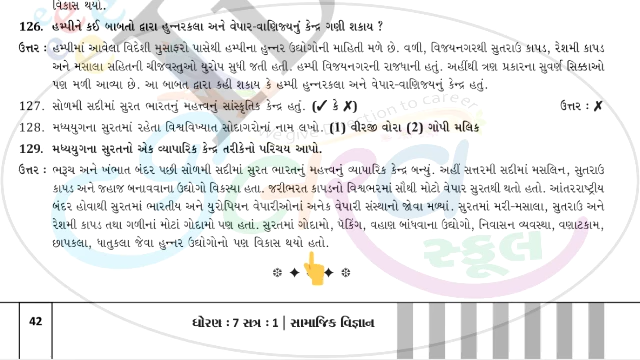 વિકાસ થયો.
126. હમ્પીને કઈ બાબતો દ્વારા હુન્નરકલા અને વેપાર-વાણિજ્યનું કેન્દ્ર ગણી શકાય ?
ઉત્તર : હમ્પીમાં આવેલા વિદેશી મુસાફરો પાસેથી હમ્પીના હુન્નર ઉદ્યોગોની માહિતી મળે છે. વળી, વિજયનગરથી સુતરાઉ કાપડ, રેશમી કાપડ
અને મસાલા સહિતની ચીજવસ્તુઓ યુરોપ સુધી જતી હતી. હમ્પી વિજયનગરની રાજધાની હતું. અહીંથી ત્રણ પ્રકારના સુવર્ણ સિક્કાઓ
પણ મળી આવ્યા છે. આ બાબત દ્વારા કહી શકાય કે હમ્પી હુન્નરકલા અને વેપાર-વાણિજ્યનું કેન્દ્ર હતું.
127. સોળમી સદીમાં સુરત ભારતનું મહત્ત્વનું સાંસ્કૃતિક કેન્દ્ર હતું. (✓ કે ✗) ઉત્તર : ✗
128. મધ્યયુગના સુરતમાં રહેતા વિશ્વવિખ્યાત સોદાગરોનાં નામ લખો. (1) વીરજી વોરા (2) ગોપી મલિક
129. મધ્યયુગના સુરતનો એક વ્યાપારિક કેન્દ્ર તરીકેનો પરિચય આપો.
ઉત્તર : ભરૂચ અને ખંભાત બંદર પછી સોળમી સદીમાં સુરત ભારતનું મહત્ત્વનું વ્યાપારિક કેન્દ્ર બન્યું. અહીં સત્તરમી સદીમાં મસલિન, સુતરાઉ
કાપડ અને જહાજ બનાવવાના ઉદ્યોગો વિકસ્યા હતા. જરીભરત કાપડનો વિશ્વભરમાં સૌથી મોટો વેપાર સુરતથી થતો હતો. આંતરરાષ્ટ્રીય
બંદર હોવાથી સુરતમાં ભારતીય અને યુરોપિયન વેપારીઓનાં અનેક વેપારી સંસ્થાનો જોવા મળ્યાં. સુરતમાં મરી-મસાલા, સુતરાઉ અને
રેશમી કાપડ તથા ગળીનાં મોટાં ગોદામો પણ હતાં. સુરતમાં ગોદામો, પેકિંગ, વહાણ બાંધવાના ઉદ્યોગો, નિવાસન વ્યવસ્થા, વણાટકામ,
છાપકલા, ધાતુકલા જેવા હુન્નર ઉદ્યોગોનો પણ વિકાસ થયો હતો.
42 ધોરણ : 7 સત્ર : 1 | સામાજિક વિજ્ઞાન